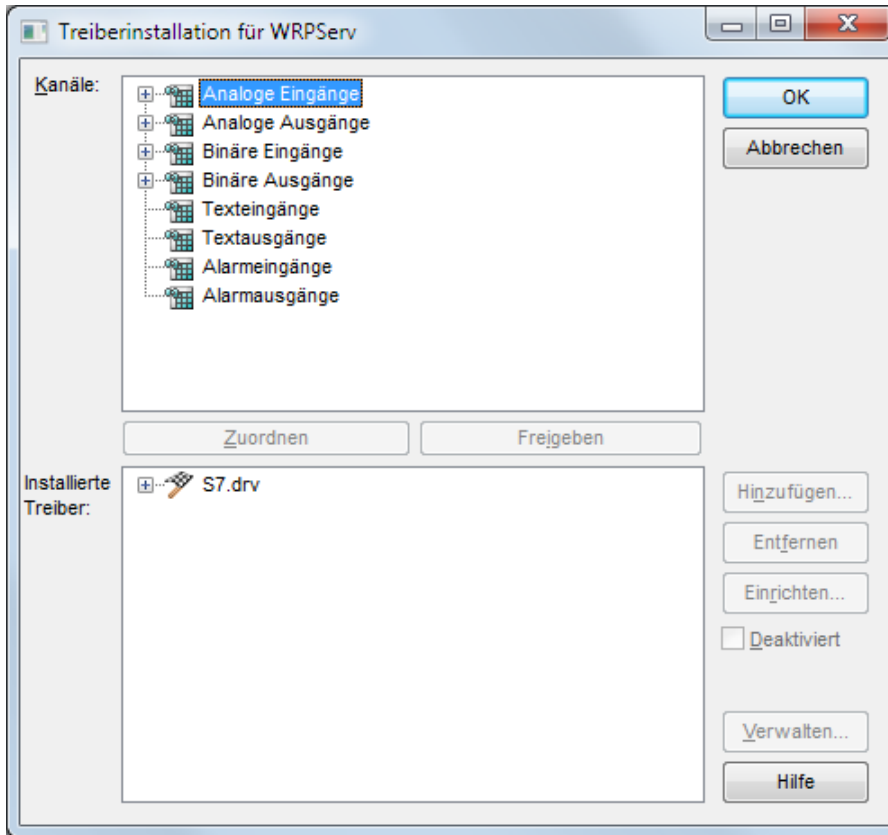 Treiberinstallation für WRPServ
Kanäle:
Analoge Eingänge
Analoge Ausgänge
Binäre Eingänge
Binäre Ausgänge
Texteingänge
Textausgänge
Alarmeingänge
Alarmausgänge
OK
Abbrechen
Zuordnen
Freigeben
Installierte
Treiber:
S7.drv
Hinzufügen...
Entfernen
Einrichten...
Deaktiviert
Verwalten...
Hilfe